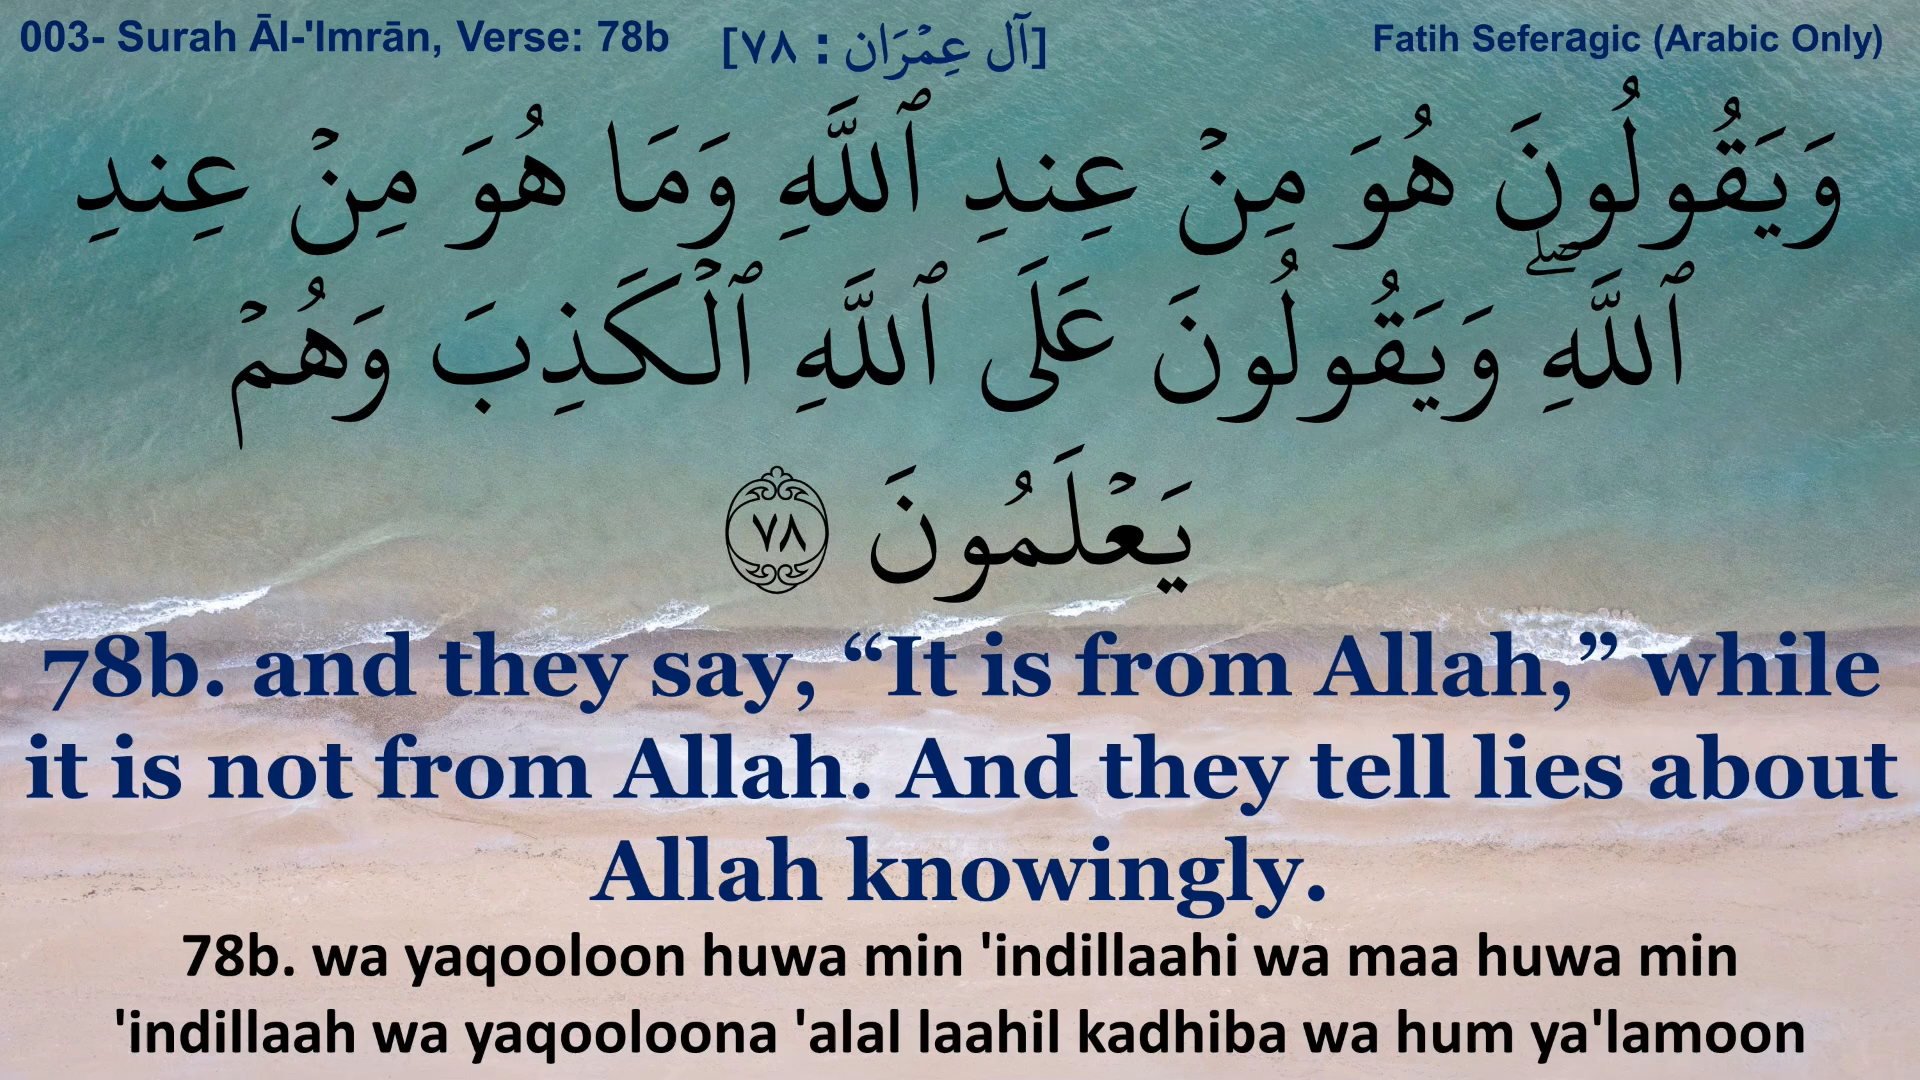 003- Surah Āl-'Imrān, Verse: 78b [آل عِمْرَان : ٧٨] Fatih Seferagic (Arabic Only)
وَيَقُولُونَ هُوَ مِنْ عِندِ ٱللَّهِ وَمَا هُوَ مِنْ عِندِ
ٱللَّهِۖ وَيَقُولُونَ عَلَى ٱللَّهِ ٱلْكَذِبَ وَهُمْ
يَعْلَمُونَ ٧٨
78b. and they say, “It is from Allah,” while
it is not from Allah. And they tell lies about
Allah knowingly.
78b. wa yaqooloon huwa min 'indillaahi wa maa huwa min
'indillaah wa yaqooloona 'alal laahil kadhiba wa hum ya'lamoon